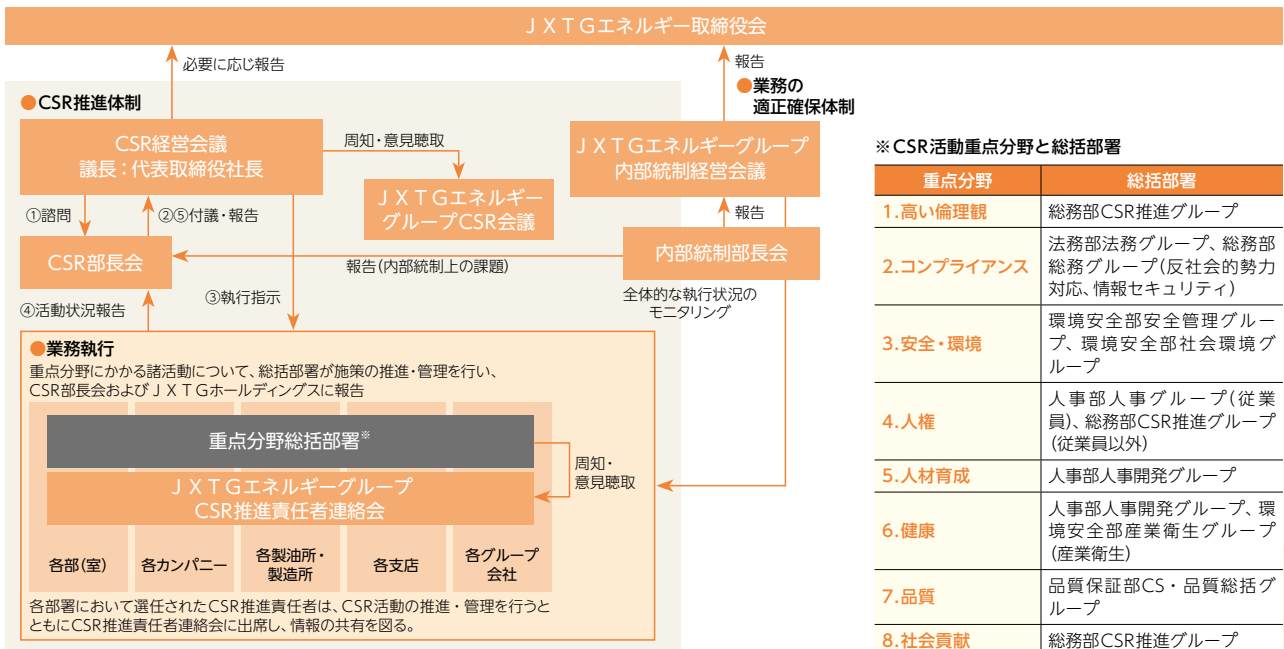 JXTGエネルギー取締役会
必要に応じ報告
報告
●業務の
適正確保体制
●CSR推進体制
CSR経営会議
議長：代表取締役社長
周知・意見聴取
JXTGエネルギー
グループCSR会議
JXTGエネルギーグループ
内部統制経営会議
①諮問
②⑤付議・報告
報告
CSR部長会
報告(内部統制上の課題)
内部統制部長会
全体的な執行状況の
モニタリング
③執行指示
④活動状況報告
●業務執行
重点分野にかかる諸活動について、総括部署が施策の推進・管理を行い、
CSR部長会およびJXTGホールディングスに報告
重点分野総括部署※
周知・
意見聴取
JXTGエネルギーグループ
CSR推進責任者連絡会
各部(室)
各カンパニー
各製油所・
製造所
各支店
各グループ
会社
各部署において選任されたCSR推進責任者は、CSR活動の推進・管理を行うと
ともにCSR推進責任者連絡会に出席し、情報の共有を図る。
※CSR活動重点分野と総括部署
重点分野 総括部署
1.高い倫理観 総務部CSR推進グループ
2.コンプライアンス 法務部法務グループ、総務部
総務グループ(反社会的勢力
対応、情報セキュリティ)
3.安全・環境 環境安全部安全管理グルー
プ、環境安全部社会環境グ
ループ
4.人権 人事部人事グループ(従業
員)、総務部CSR推進グループ
(従業員以外)
5.人材育成 人事部人事開発グループ
6.健康 人事部人事開発グループ、環
境安全部産業衛生グループ
(産業衛生)
7.品質 品質保証部CS・品質総括グ
ループ
8.社会貢献 総務部CSR推進グループ